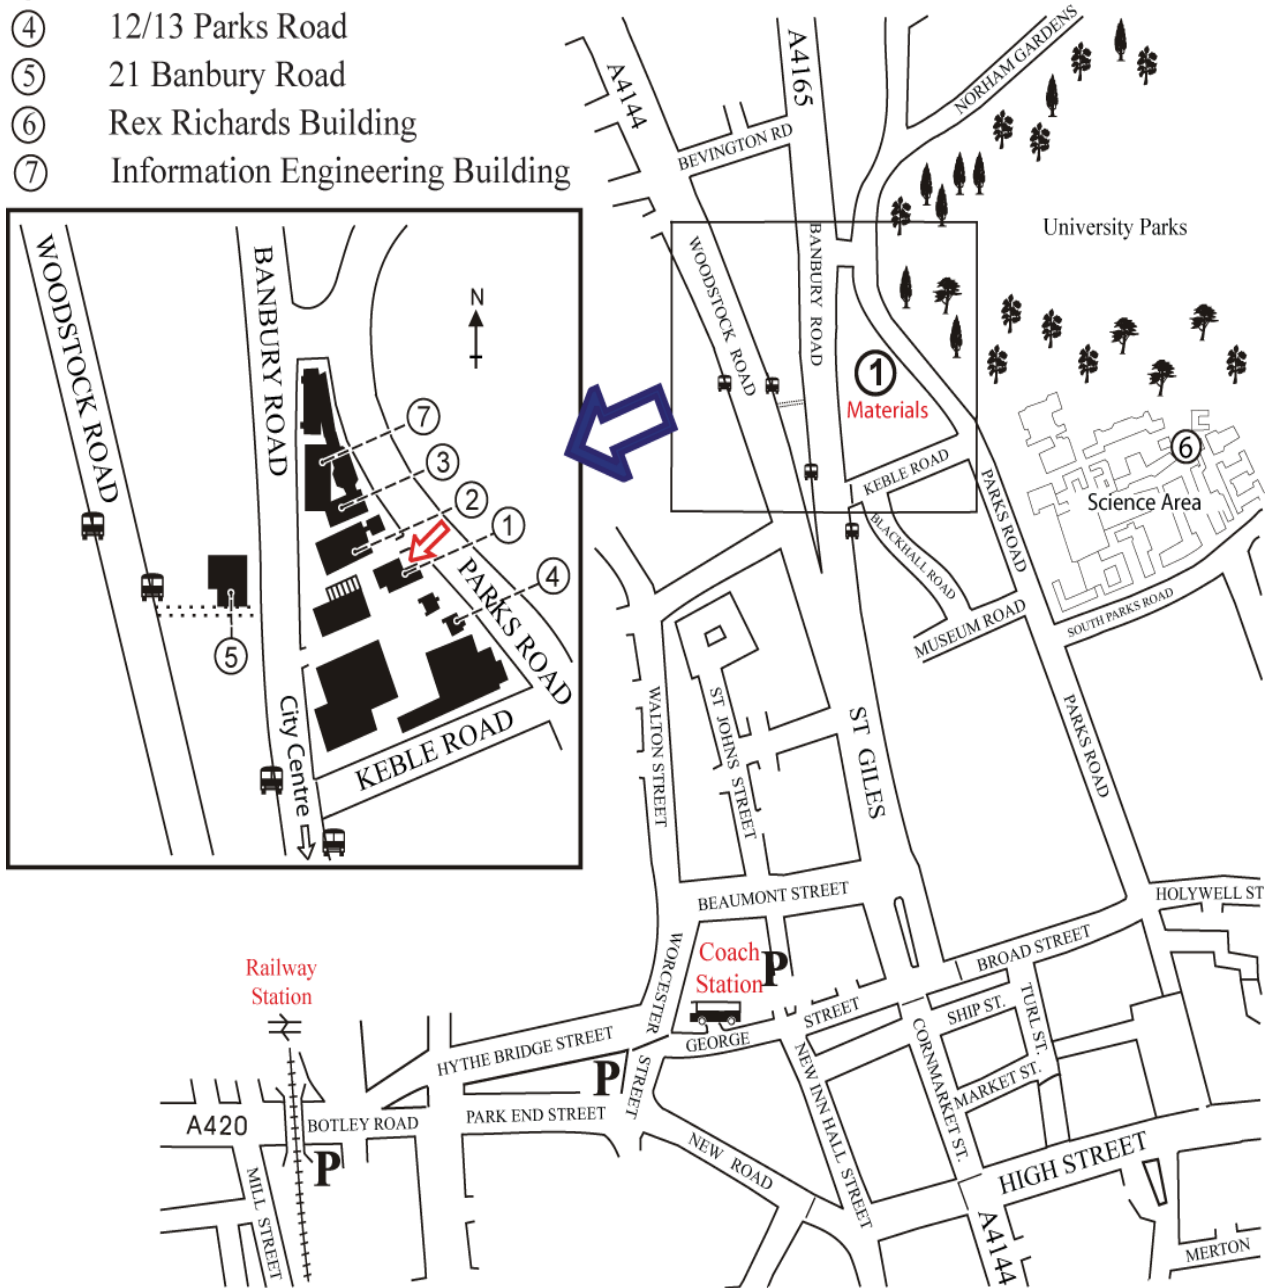 ④ 12/13 Parks Road
⑤ 21 Banbury Road
⑥ Rex Richards Building
⑦ Information Engineering Building
WOODSTOCK ROAD
BANBURY ROAD
N
⑦
③
②
①
④
⑤
PARKS ROAD
KEBLE ROAD
City Centre
A4144
A4165
NORHAM GARDENS
BEVINGTON RD
University Parks
WOODSTOCK ROAD
BANBURY ROAD
①
Materials
⑥
Science Area
KEBLE ROAD
PARKS ROAD
BLACKHALL ROAD
MUSEUM ROAD
SOUTH PARKS ROAD
WALTON STREET
ST JOHNS STREET
ST GILES
PARKS ROAD
BEAUMONT STREET
HOLYWELL ST
Coach
Station
P
WORCESTER
STREET
BROAD STREET
Railway
Station
HYTHE BRIDGE STREET
GEORGE
STREET
SHIP ST.
TURL ST.
CORNMARKET ST.
MARKET ST.
NEW INN HALL STREET
P
A420
BOTLEY ROAD
PARK END STREET
NEW ROAD
HIGH STREET
P
MILL STREET
A4144
MERTON